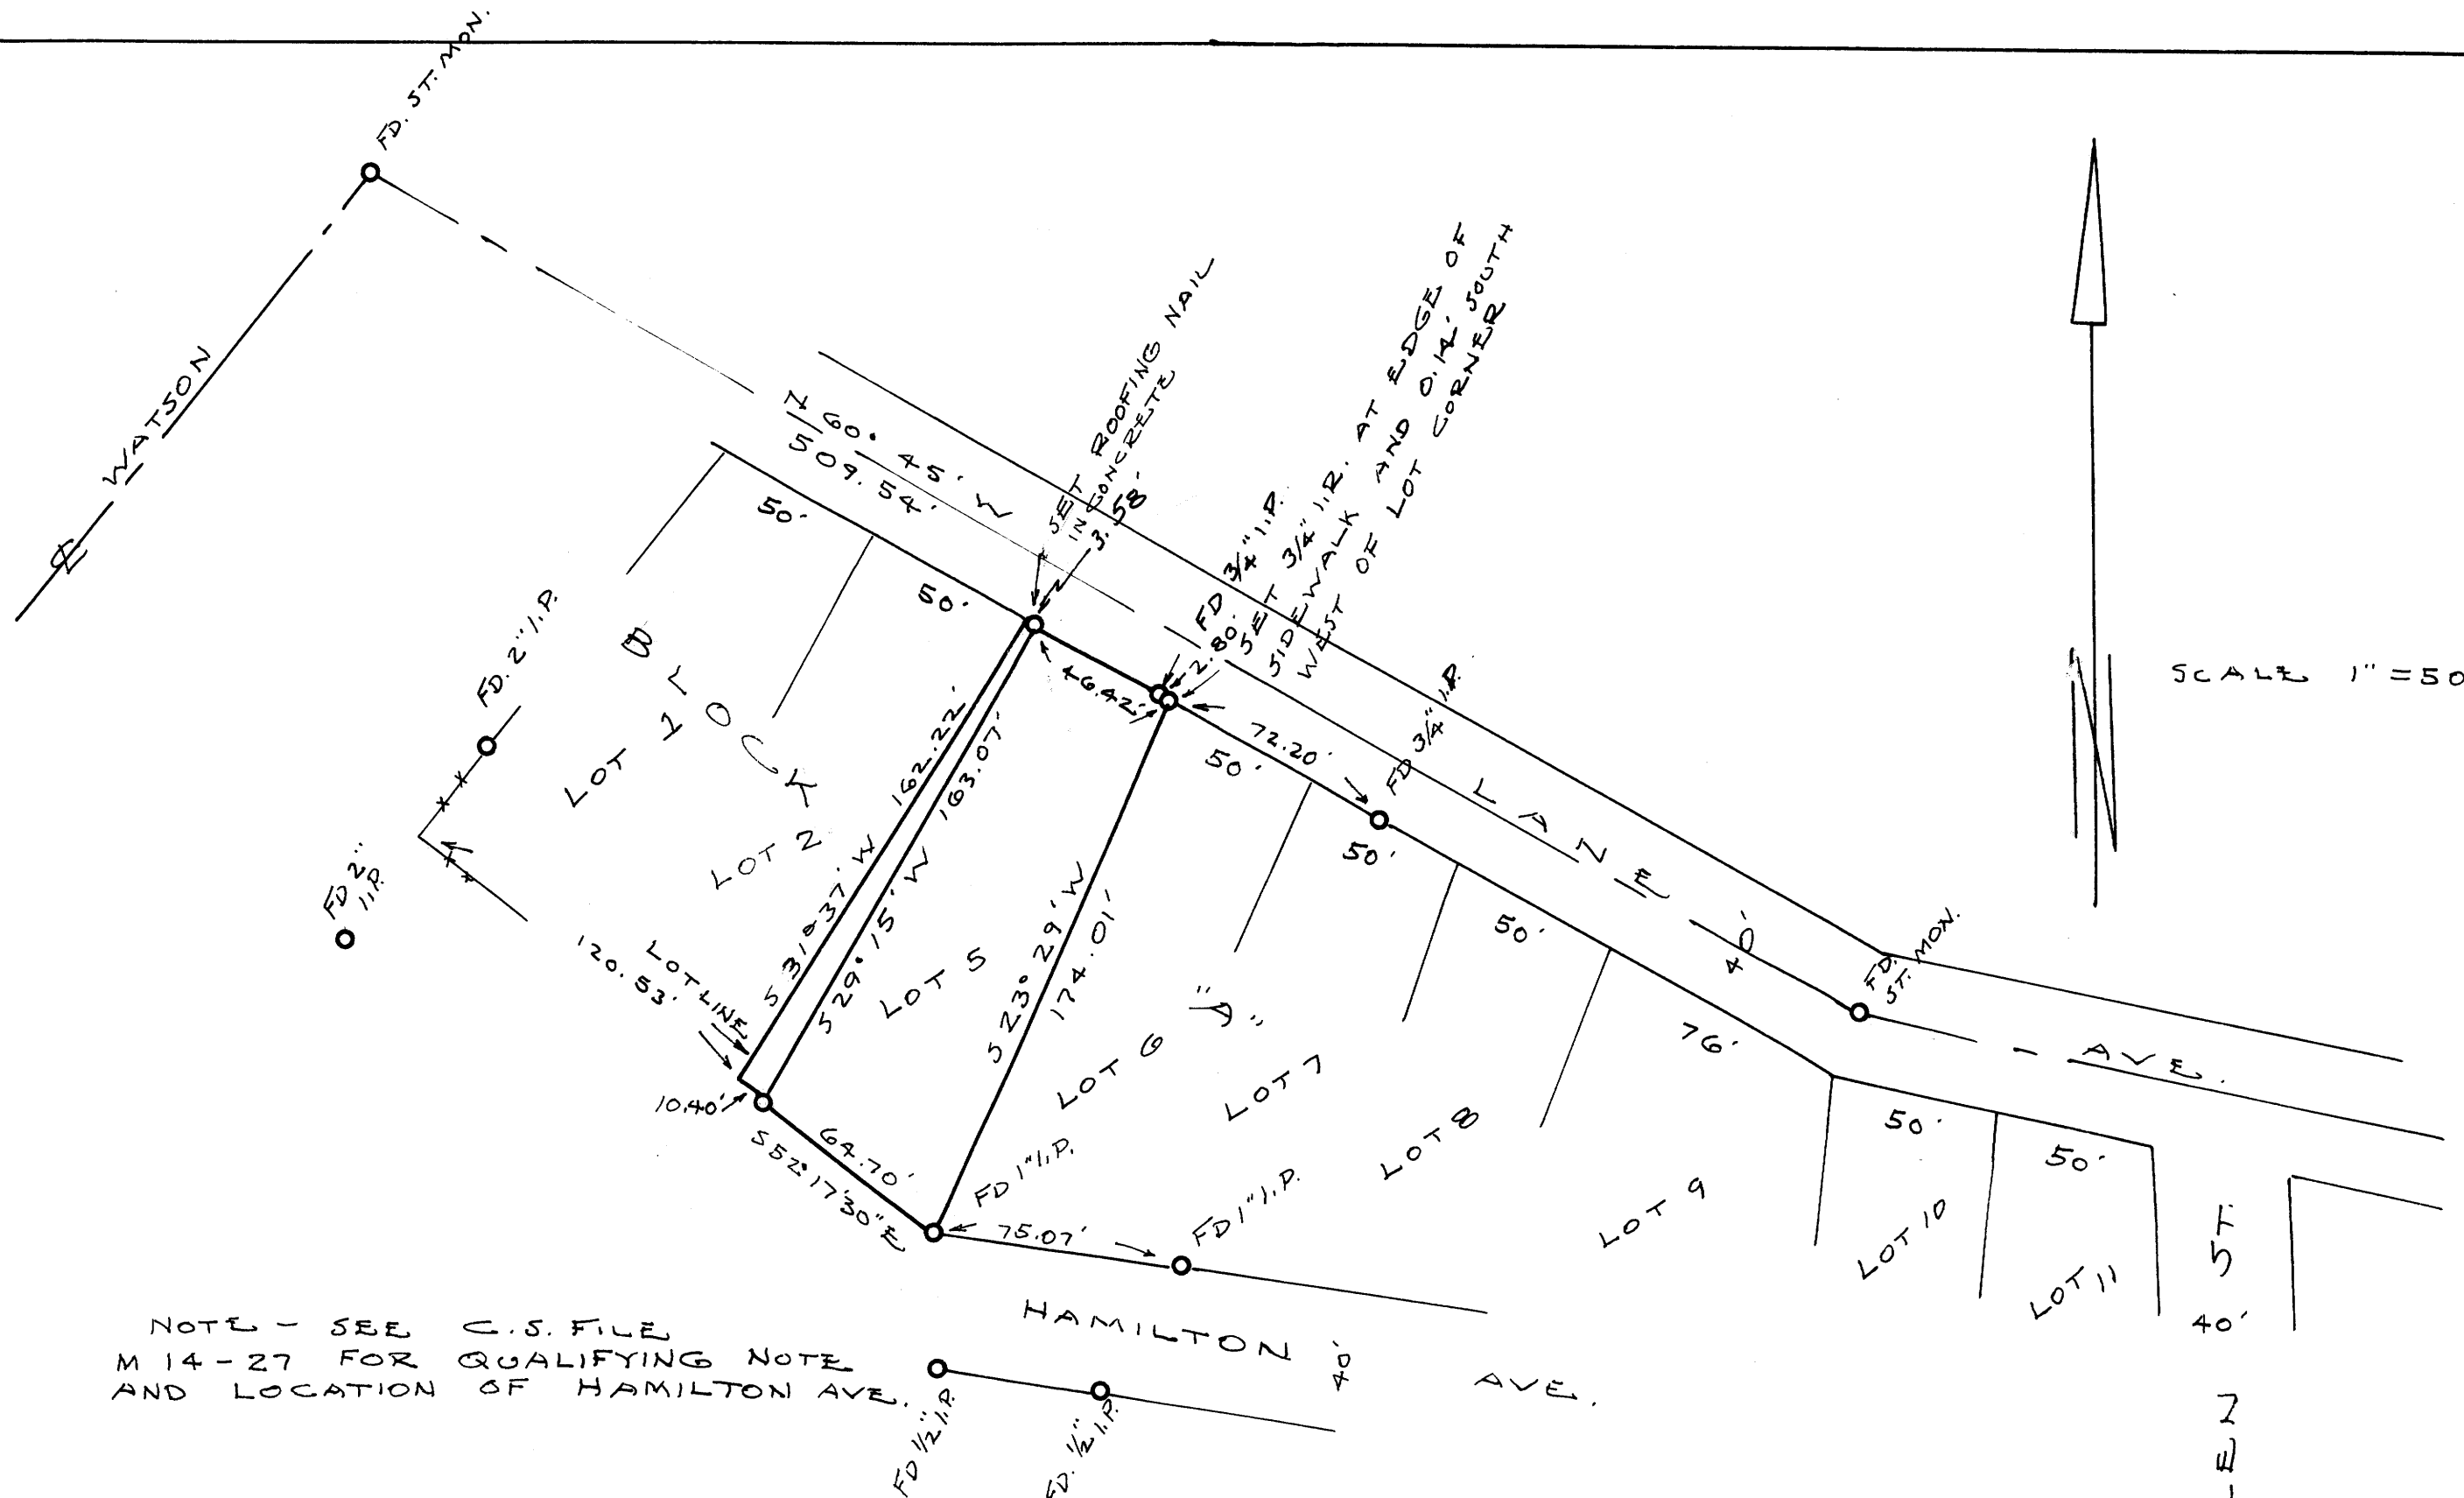 FD. ST. MON.
WATSON
N 60° 45' W
509.54'
SET ROOFING NAIL
IN CONCRETE
3.58'
FD 3/4" I.P.
2.80'
SET 3/4" I.R. AT EDGE OF
SIDEWALK AND 0.14' SOUTH
WEST OF LOT CORNER
SCALE 1" = 50
50'
50'
46.42'
72.20'
FD 3/4" I.P.
50'
50'
50'
76'
50'
50'
LANE
40'
FD.
ST. MON.
AVE.
FD. 2" I.P.
BLOCK
"A"
LOT 1
LOT 2
LOT 5
LOT 6
LOT 7
LOT 8
LOT 9
LOT 10
LOT 11
FD 2"
I.P.
120.53'
LOT LINE
S 31° 37' W
162.22'
S 29° 15' W
163.07'
S 23° 29' W
174.01'
10.40'
64.70'
S 52° 17' 30" E
FD 1" I.P.
75.07'
FD 1" I.P.
HAMILTON
40'
AVE.
FD 1/2" I.P.
FD. 1/2" I.P.
ST.
40'
NOTE - SEE C.S. FILE
M 14-27 FOR QUALIFYING NOTE
AND LOCATION OF HAMILTON AVE.